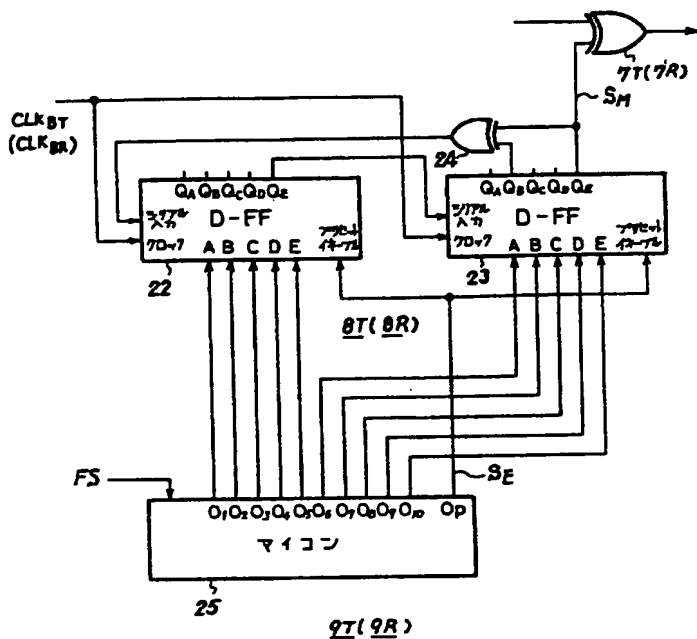 7T(7'R)
SM
CLKBT
(CLKBR)
24
QA QB QC QD QE
シリアル入力
D-FF
プリセットイネーブル
クロック
A B C D E
22
QA QB QC QD QE
シリアル入力
D-FF
プリセットイネーブル
クロック
A B C D E
23
8T(8R)
FS
SE
O1 O2 O3 O4 O5 O6 O7 O8 O9 O10 OP
マイコン
25
9T(9R)